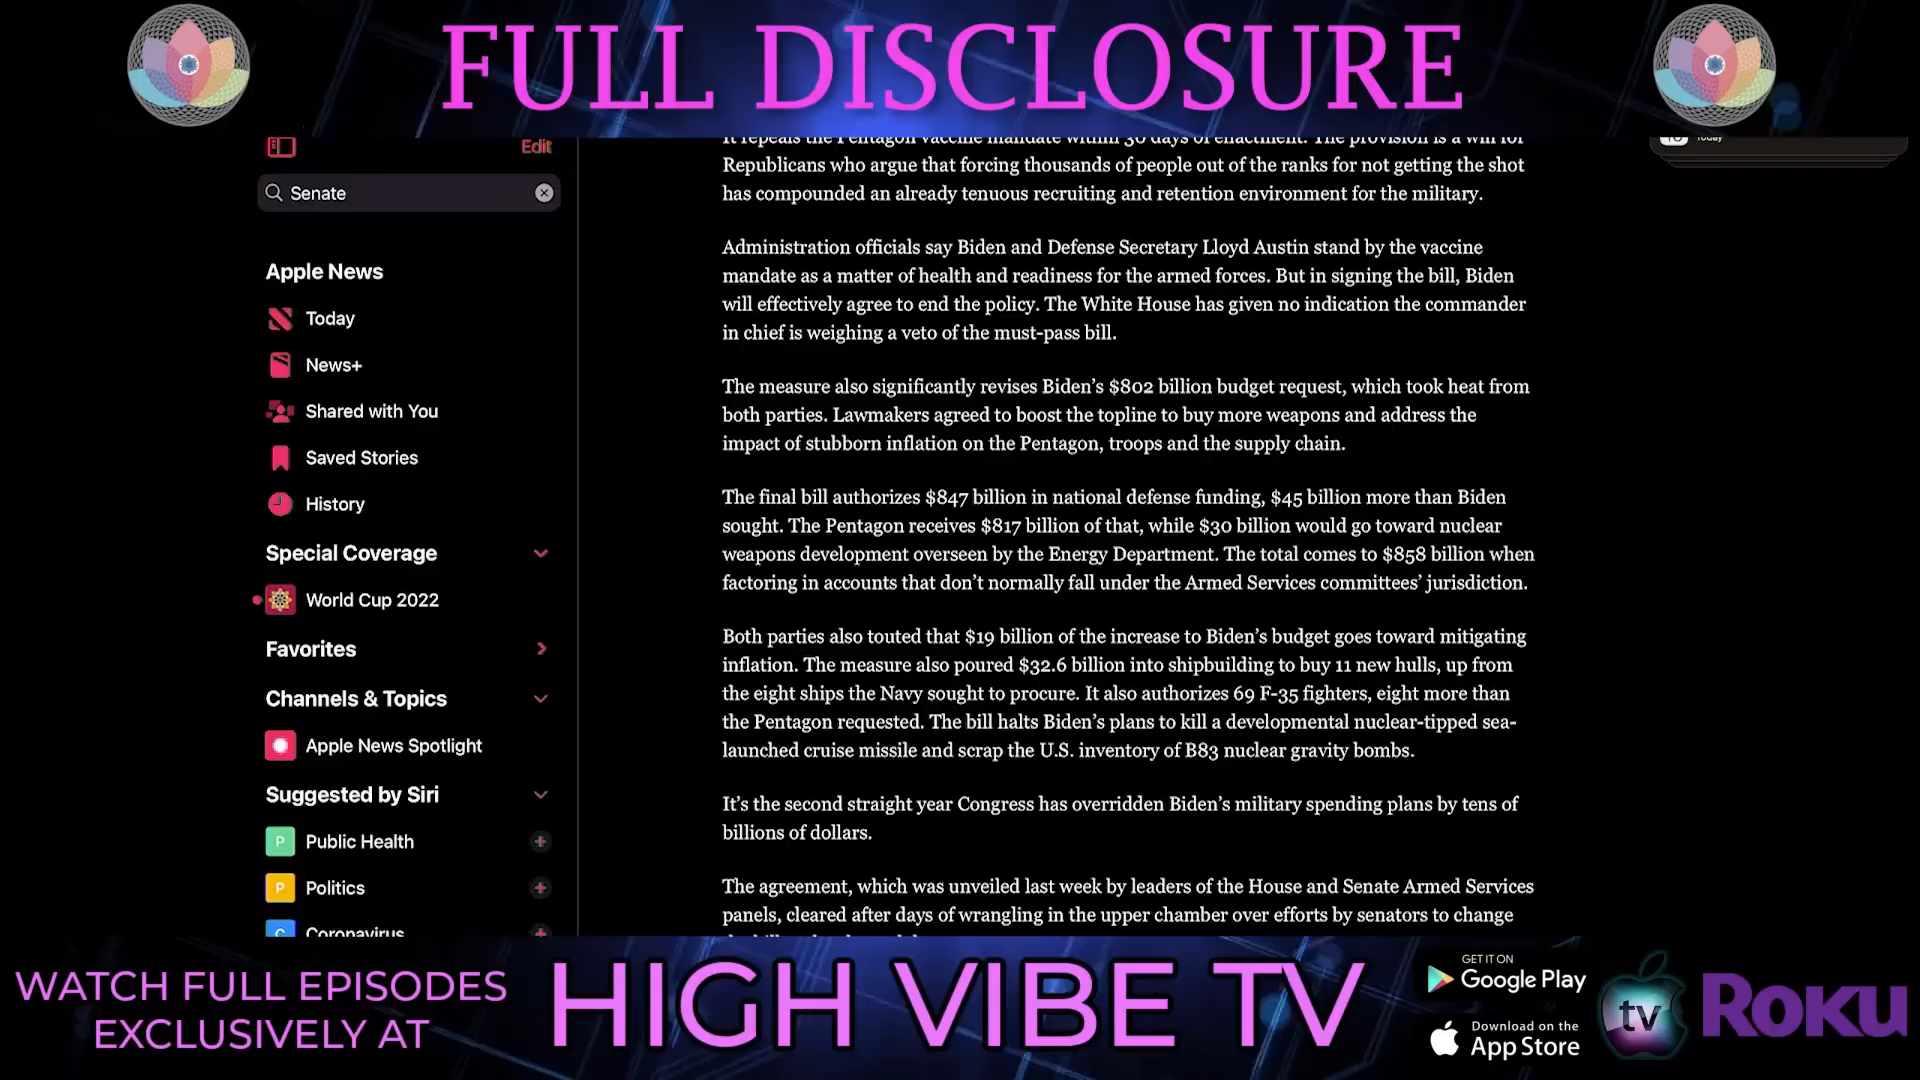 FULL DISCLOSURE
Edit
Senate
Apple News
Today
News+
Shared with You
Saved Stories
History
Special Coverage
World Cup 2022
Favorites
Channels & Topics
Apple News Spotlight
Suggested by Siri
P Public Health
P Politics
C Coronavirus
It repeals the Pentagon vaccine mandate within 30 days of enactment. The provision is a win for
Republicans who argue that forcing thousands of people out of the ranks for not getting the shot
has compounded an already tenuous recruiting and retention environment for the military.
Administration officials say Biden and Defense Secretary Lloyd Austin stand by the vaccine
mandate as a matter of health and readiness for the armed forces. But in signing the bill, Biden
will effectively agree to end the policy. The White House has given no indication the commander
in chief is weighing a veto of the must-pass bill.
The measure also significantly revises Biden’s $802 billion budget request, which took heat from
both parties. Lawmakers agreed to boost the topline to buy more weapons and address the
impact of stubborn inflation on the Pentagon, troops and the supply chain.
The final bill authorizes $847 billion in national defense funding, $45 billion more than Biden
sought. The Pentagon receives $817 billion of that, while $30 billion would go toward nuclear
weapons development overseen by the Energy Department. The total comes to $858 billion when
factoring in accounts that don’t normally fall under the Armed Services committees’ jurisdiction.
Both parties also touted that $19 billion of the increase to Biden’s budget goes toward mitigating
inflation. The measure also poured $32.6 billion into shipbuilding to buy 11 new hulls, up from
the eight ships the Navy sought to procure. It also authorizes 69 F-35 fighters, eight more than
the Pentagon requested. The bill halts Biden’s plans to kill a developmental nuclear-tipped sea-
launched cruise missile and scrap the U.S. inventory of B83 nuclear gravity bombs.
It’s the second straight year Congress has overridden Biden’s military spending plans by tens of
billions of dollars.
The agreement, which was unveiled last week by leaders of the House and Senate Armed Services
panels, cleared after days of wrangling in the upper chamber over efforts by senators to change
Today
WATCH FULL EPISODES
EXCLUSIVELY AT
HIGH VIBE TV
GET IT ON
Google Play
Download on the
App Store
tv
ROKU